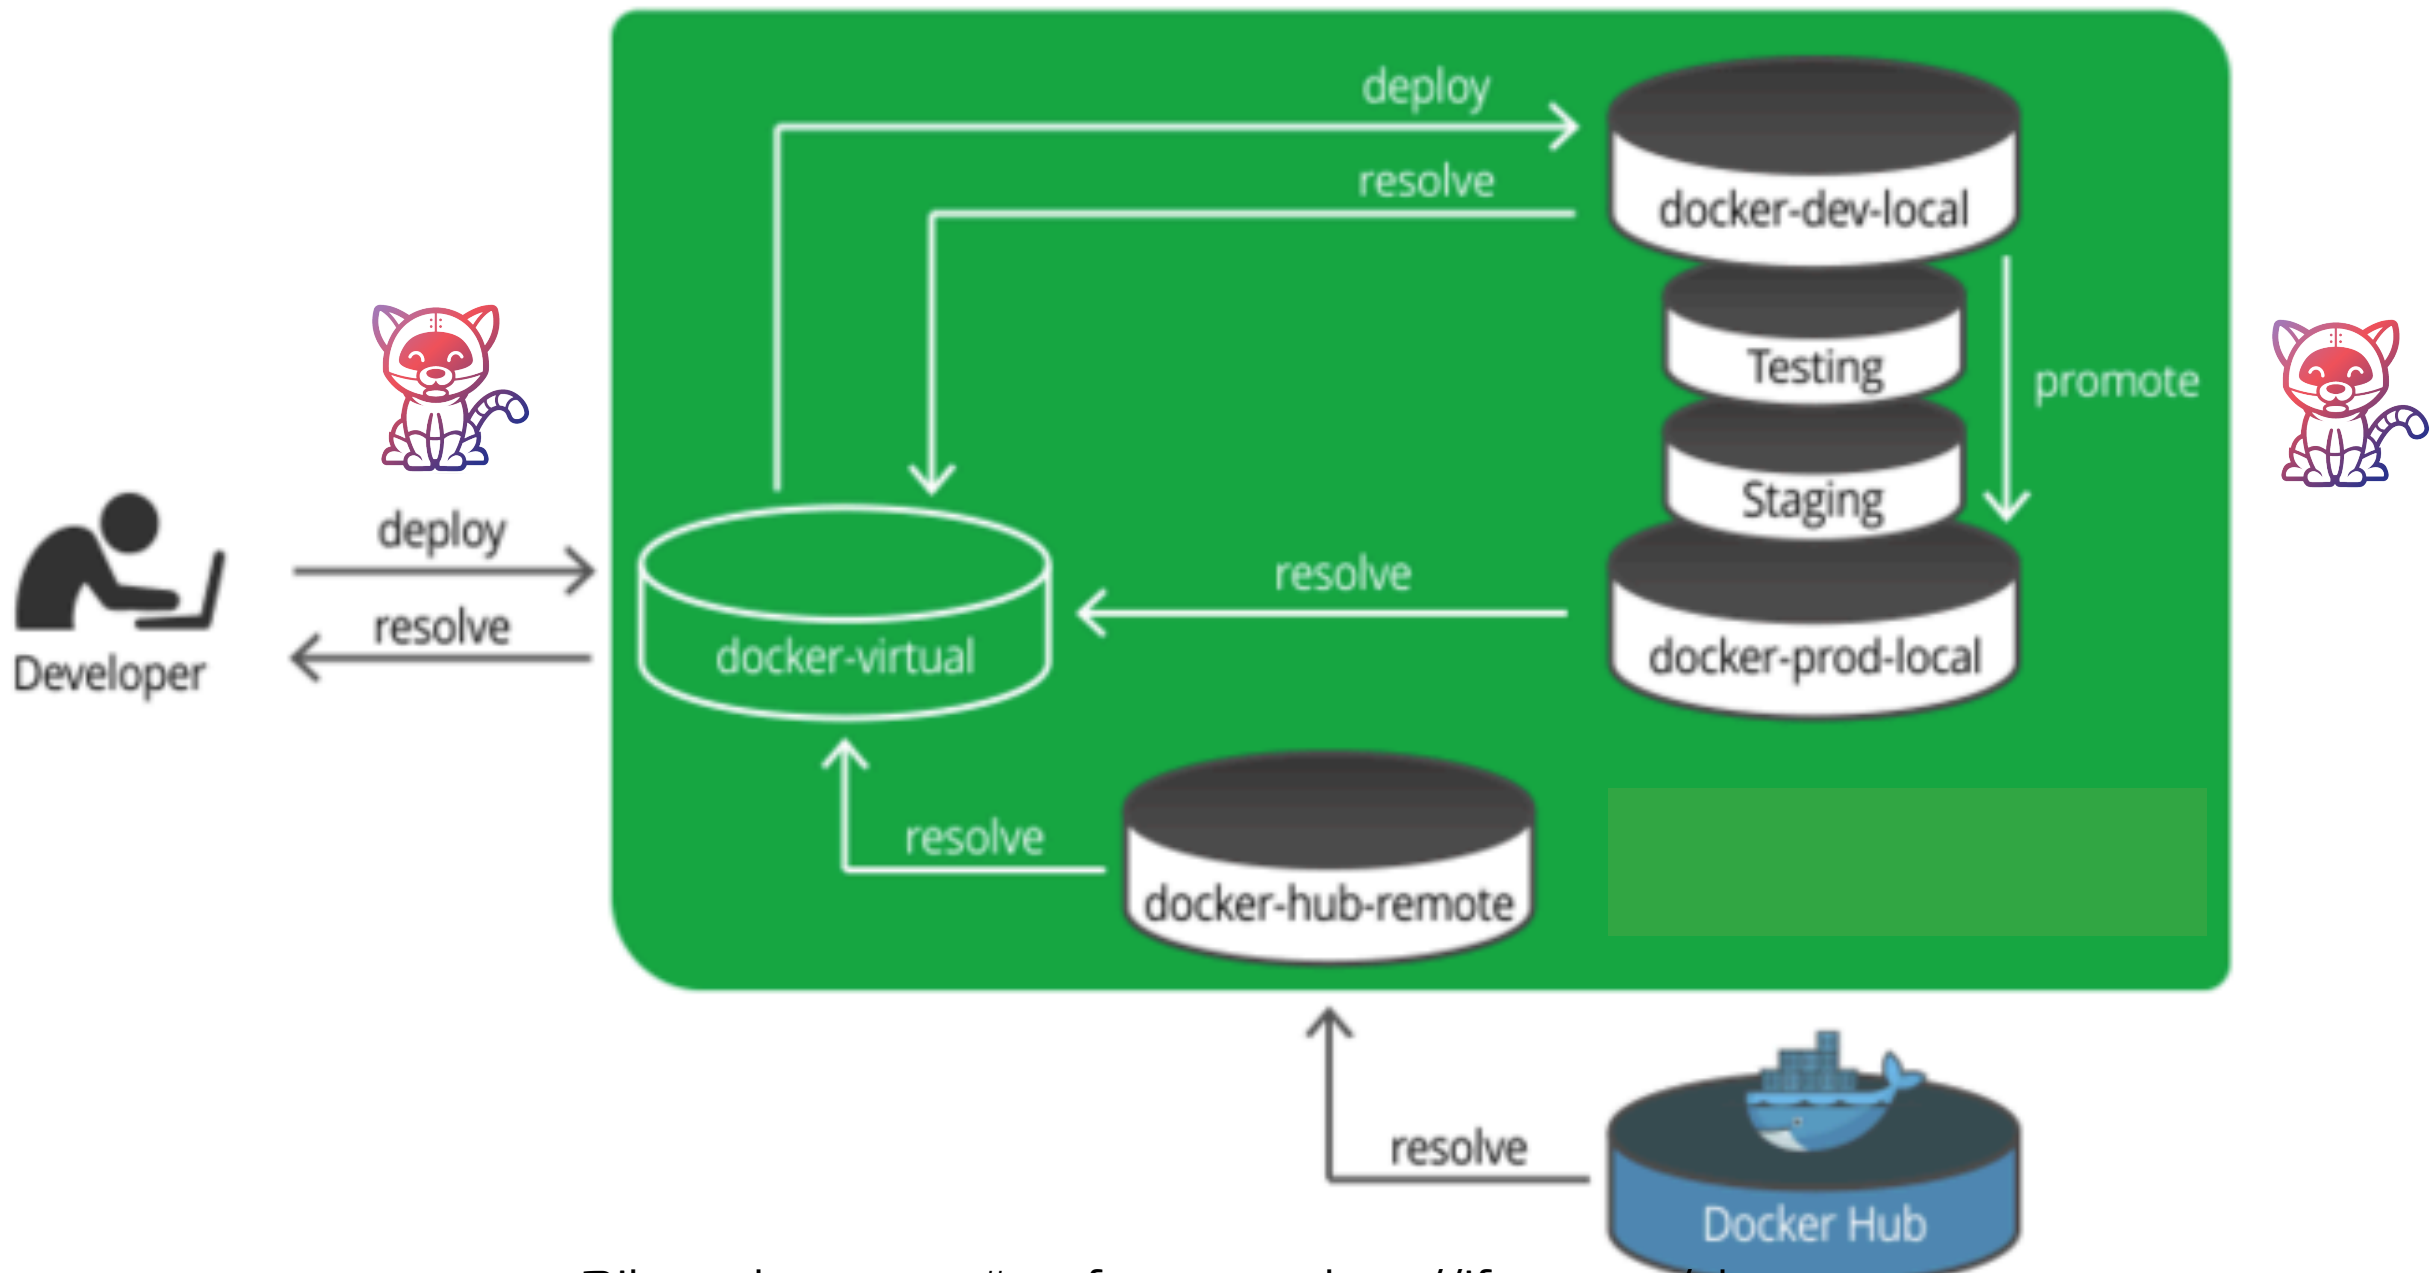 deploy
resolve
docker-dev-local
Testing
promote
Staging
deploy
resolve
Developer
docker-virtual
resolve
docker-prod-local
resolve
docker-hub-remote
resolve
Docker Hub